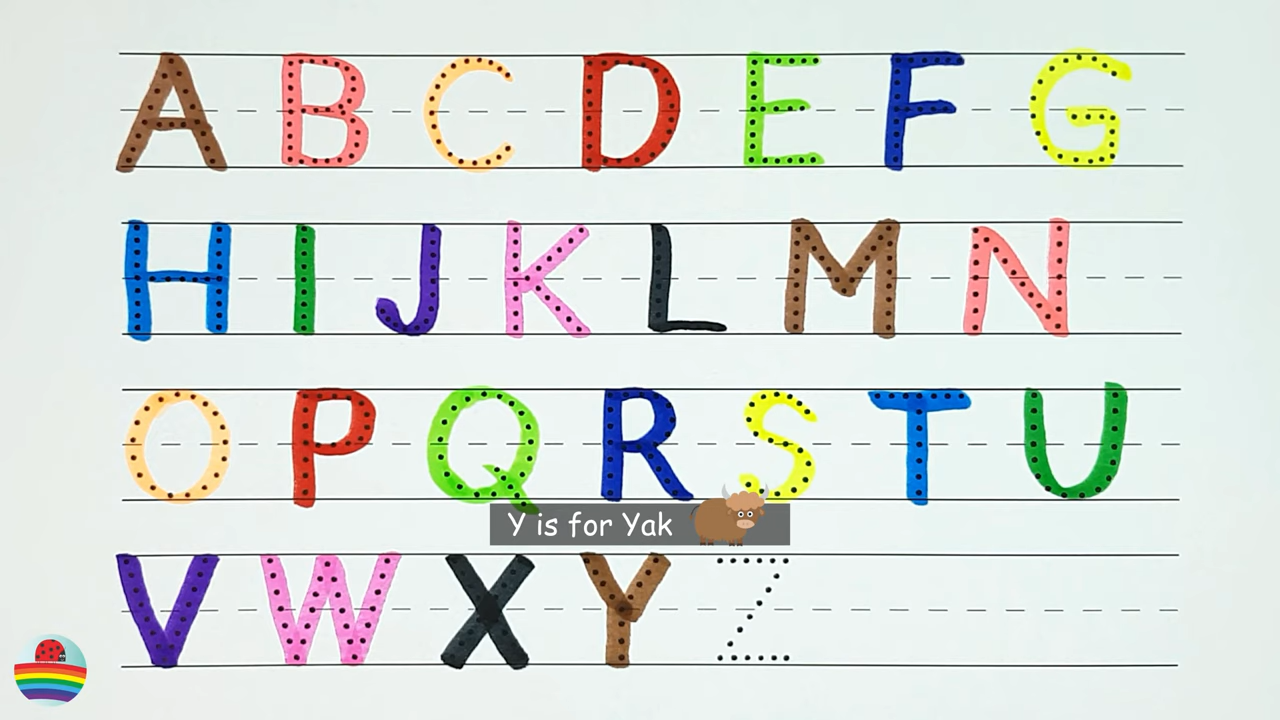 A B C D E F G
H I J K L M N
O P Q R S T U
Y is for Yak
V W X Y Z